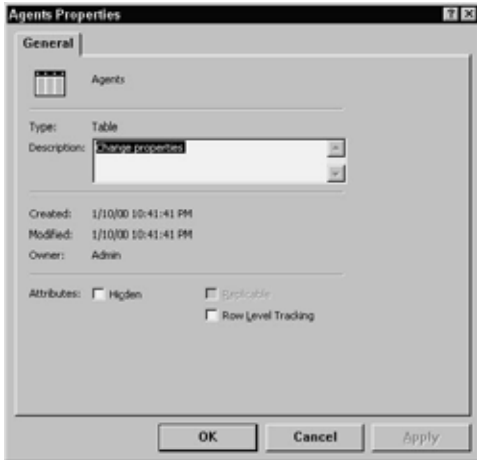 Agents Properties
General
Agents
Type: Table
Description: Change properties
Created: 1/10/00 10:41:41 PM
Modified: 1/10/00 10:41:41 PM
Owner: Admin
Attributes: Hidden Replicable
Row Level Tracking
OK Cancel Apply